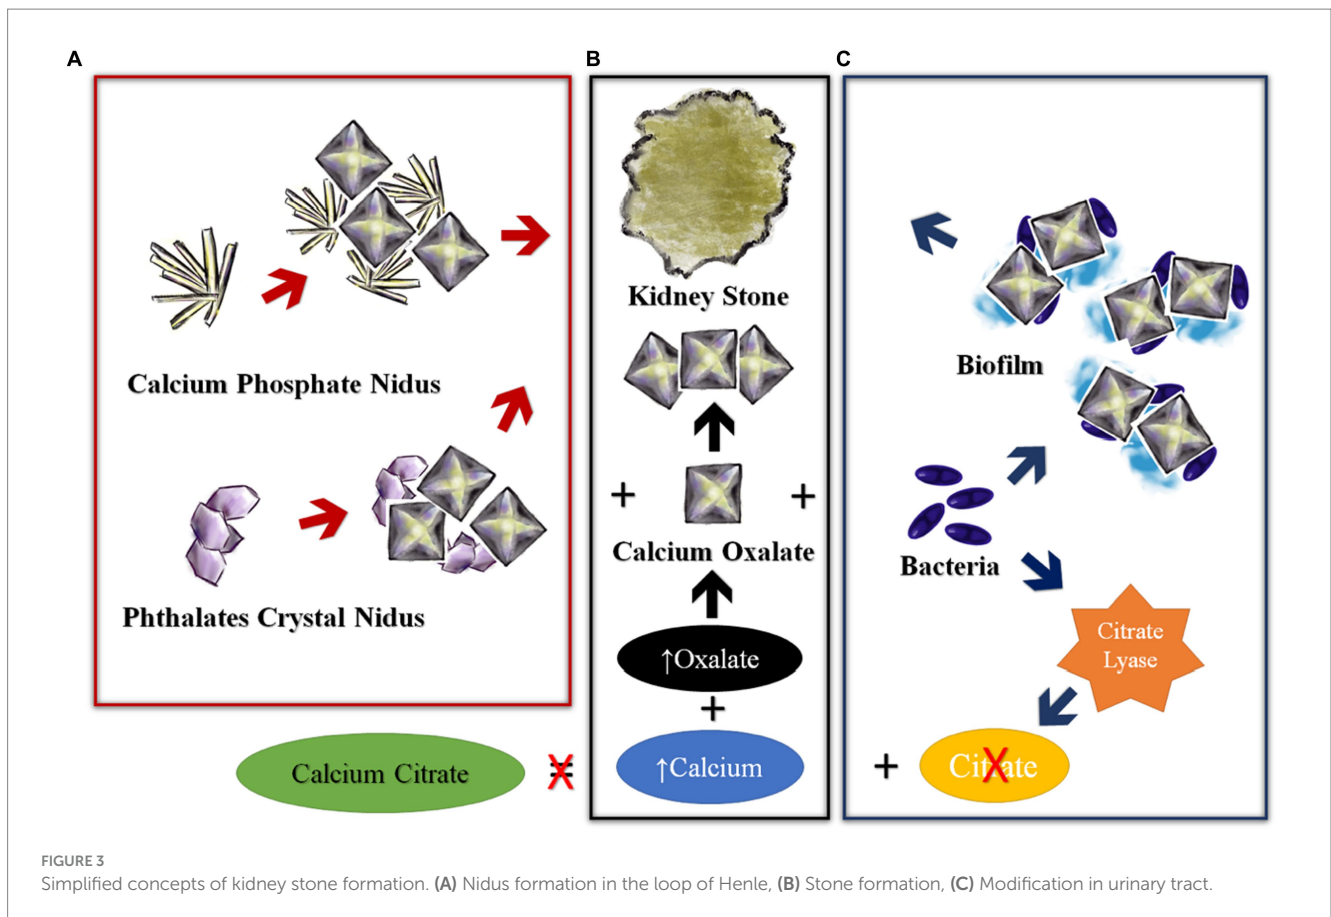 A
B
C
Calcium Phosphate Nidus
Phthalates Crystal Nidus
Calcium Citrate
=
X
Kidney Stone
+
+
Calcium Oxalate
↑Oxalate
+
↑Calcium
Biofilm
Bacteria
Citrate
Lyase
+
Citrate
X
FIGURE 3
Simplified concepts of kidney stone formation. (A) Nidus formation in the loop of Henle, (B) Stone formation, (C) Modification in urinary tract.